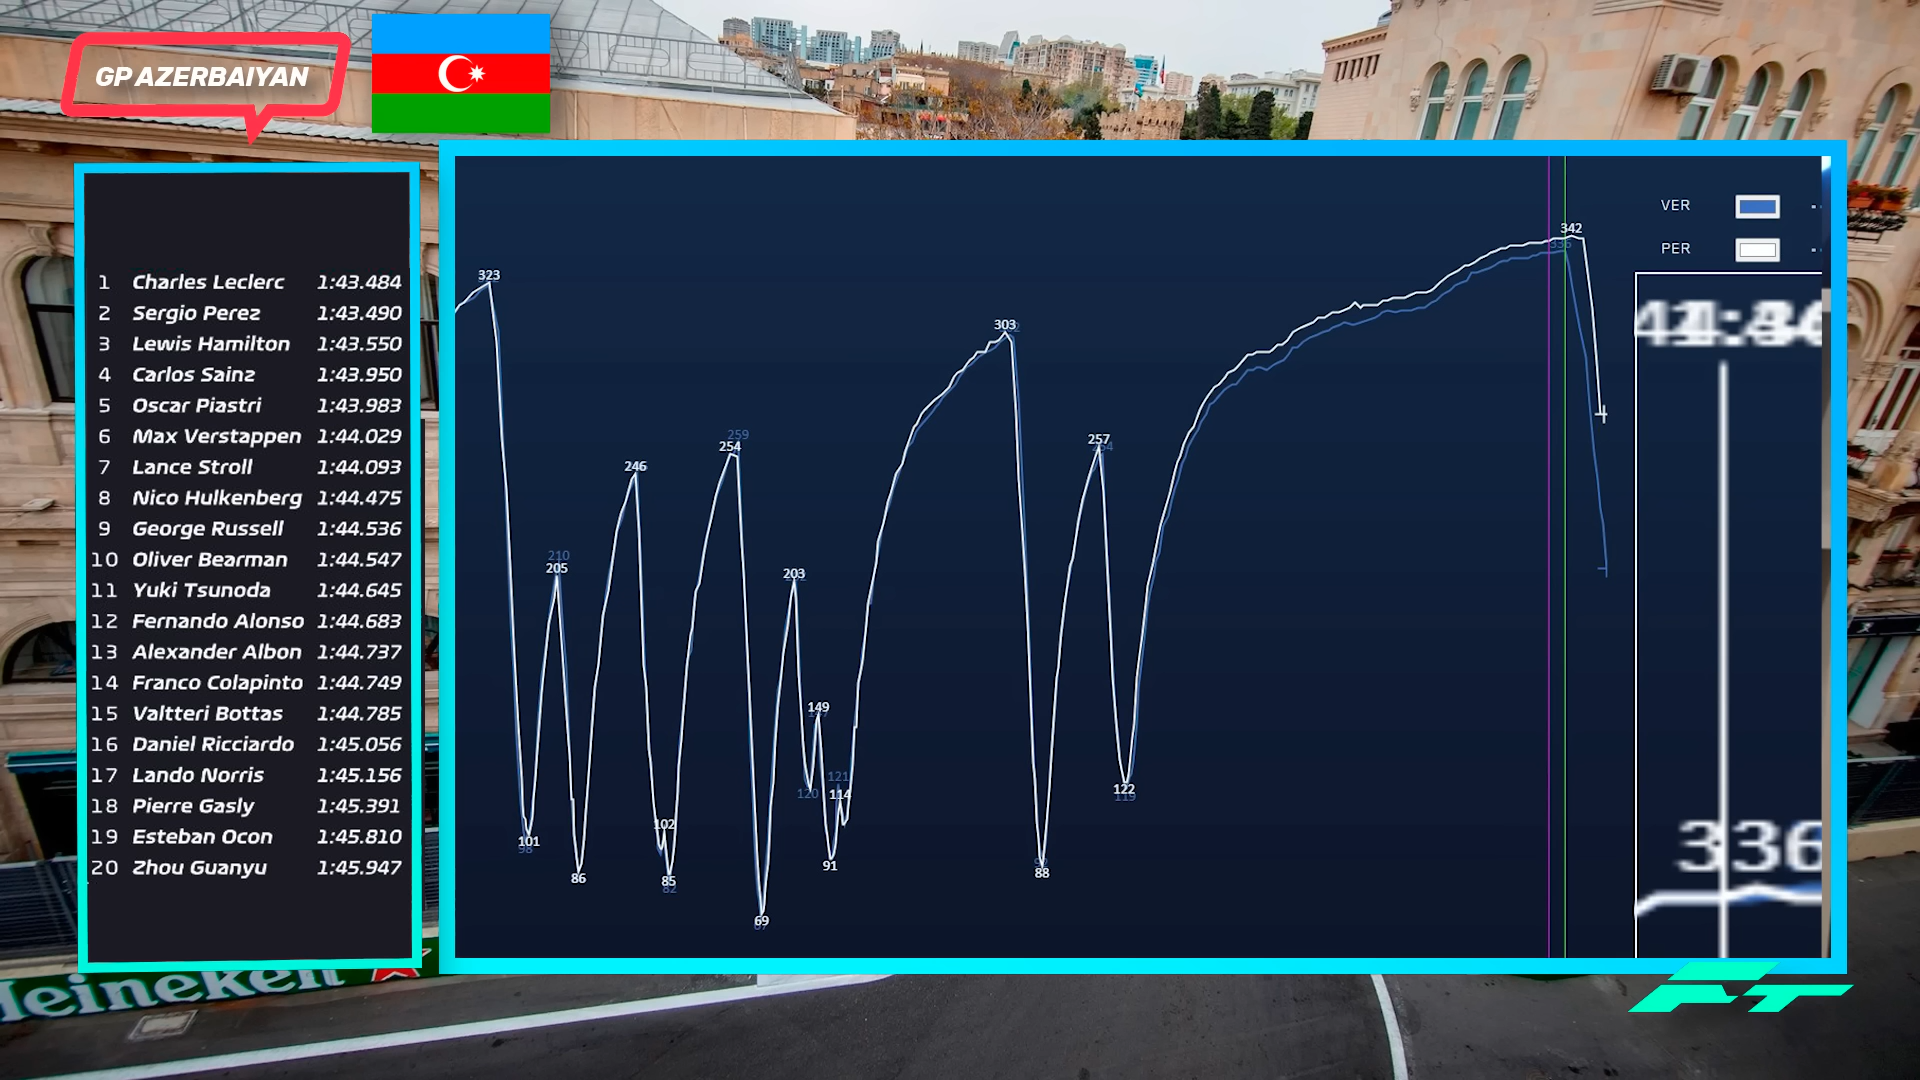 GP AZERBAIYAN
1 Charles Leclerc 1:43.484
2 Sergio Perez 1:43.490
3 Lewis Hamilton 1:43.550
4 Carlos Sainz 1:43.950
5 Oscar Piastri 1:43.983
6 Max Verstappen 1:44.029
7 Lance Stroll 1:44.093
8 Nico Hulkenberg 1:44.475
9 George Russell 1:44.536
10 Oliver Bearman 1:44.547
11 Yuki Tsunoda 1:44.645
12 Fernando Alonso 1:44.683
13 Alexander Albon 1:44.737
14 Franco Colapinto 1:44.749
15 Valtteri Bottas 1:44.785
16 Daniel Ricciardo 1:45.056
17 Lando Norris 1:45.156
18 Pierre Gasly 1:45.391
19 Esteban Ocon 1:45.810
20 Zhou Guanyu 1:45.947
VER
PER
342
323
303
259
254
257
246
210
205
203
149
121
120
114
102
101
122
119
91
88
86
85
82
69
336
Heineken
FT